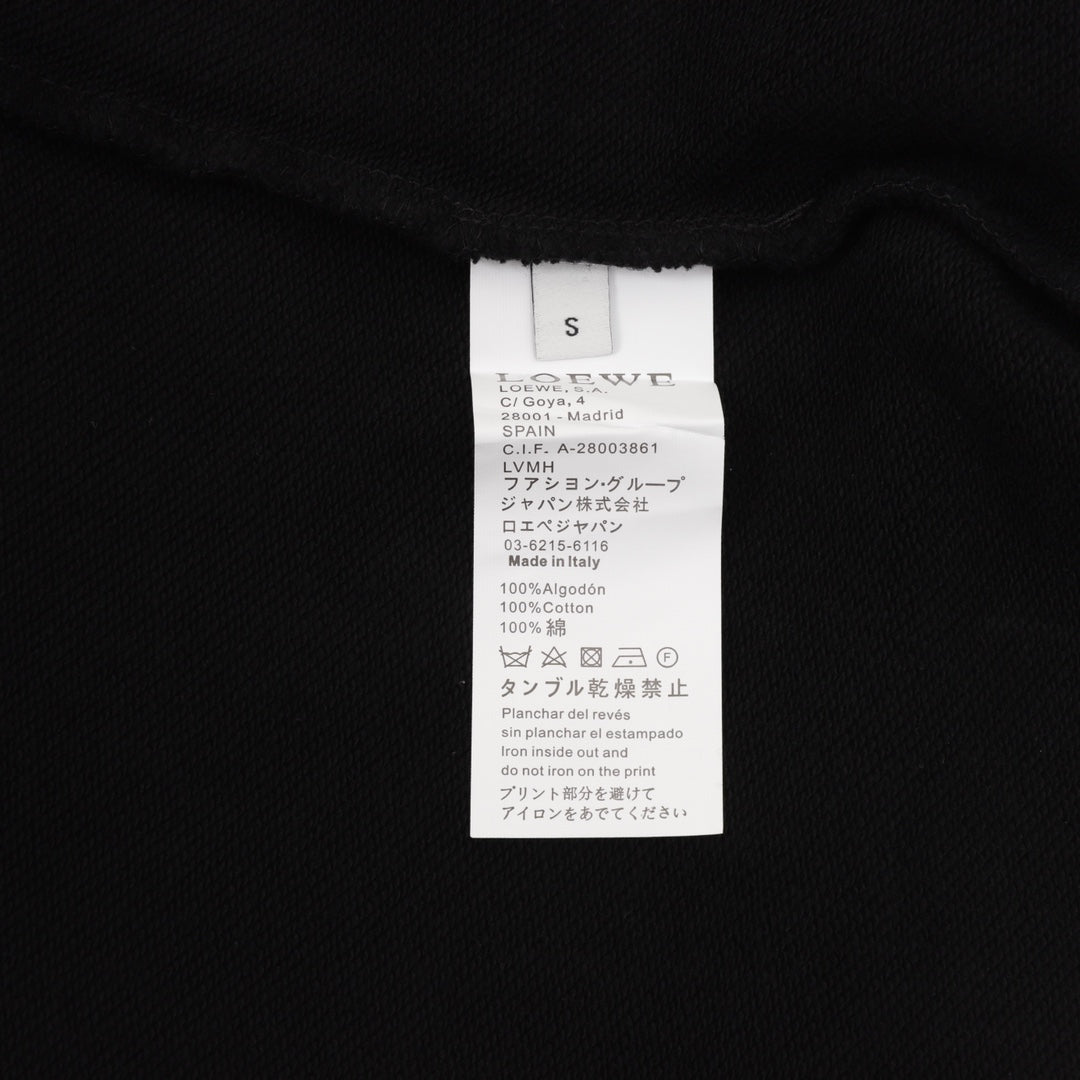 S
LOEWE
LOEWE, S.A.
C/ Goya, 4
28001 - Madrid
SPAIN
C.I.F. A-28003861
LVMH
ファション·グループ
ジャパン株式会社
ロエペジャパン
03-6215-6116
Made in Italy
100%Algodón
100%Cotton
100% 綿
F
タンブル乾燥禁止
Planchar del revés
sin planchar el estampado
Iron inside out and
do not iron on the print
プリント部分を避けて
アイロンをあでてください